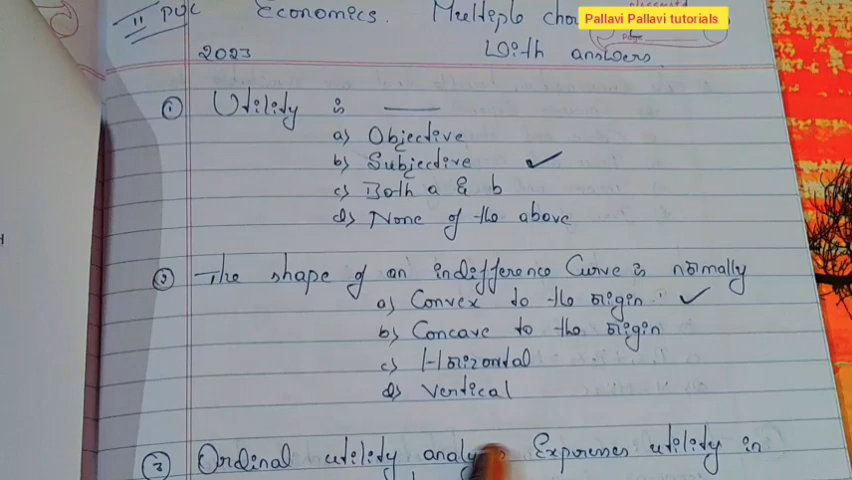 II PUC Economics. Multiple
Pallavi Pallavi tutorials
2023 With answers.
① Utility is ____
a) Objective
b) Subjective ✓
c) Both a & b
d) None of the above
② The shape of an indifference Curve is normally
a) Convex to the origin. ✓
b) Concave to the origin
c) Horizontal
d) Vertical
③ Ordinal utility Expresses utility in